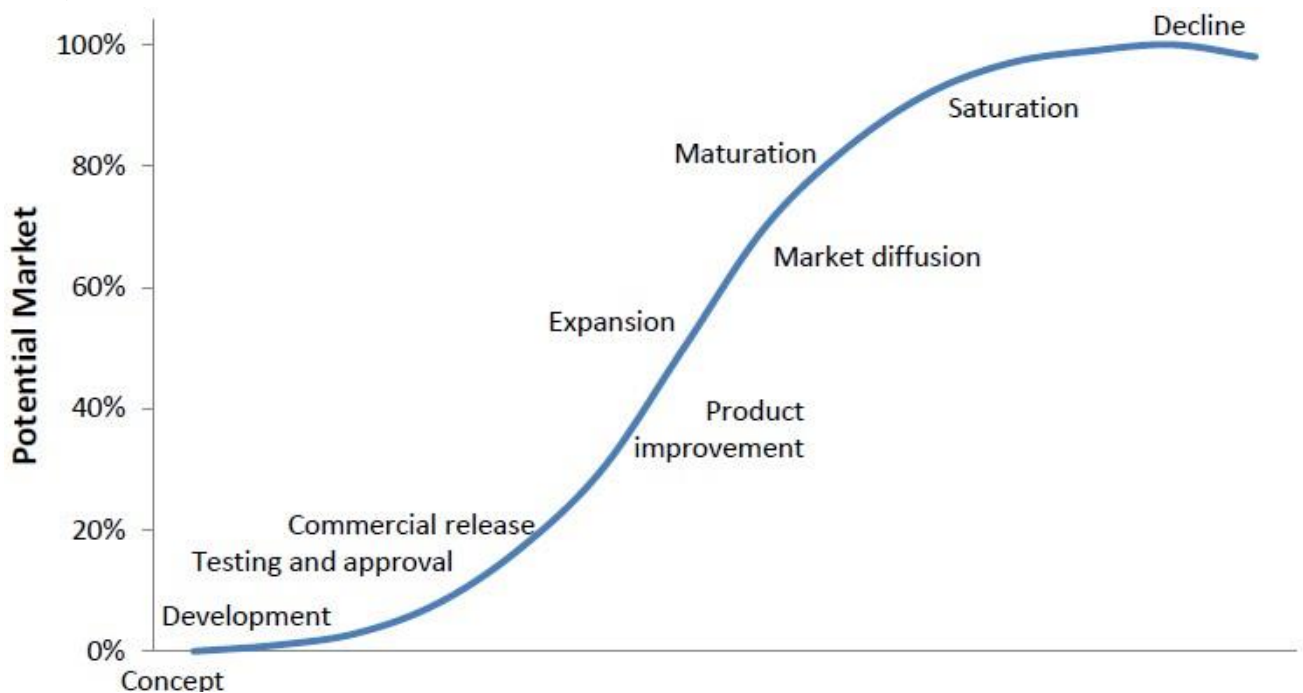 Decline
100%
Saturation
Maturation
80%
Market diffusion
60%
Expansion
Potential Market
40%
Product
improvement
20%
Commercial release
Testing and approval
Development
0%
Concept